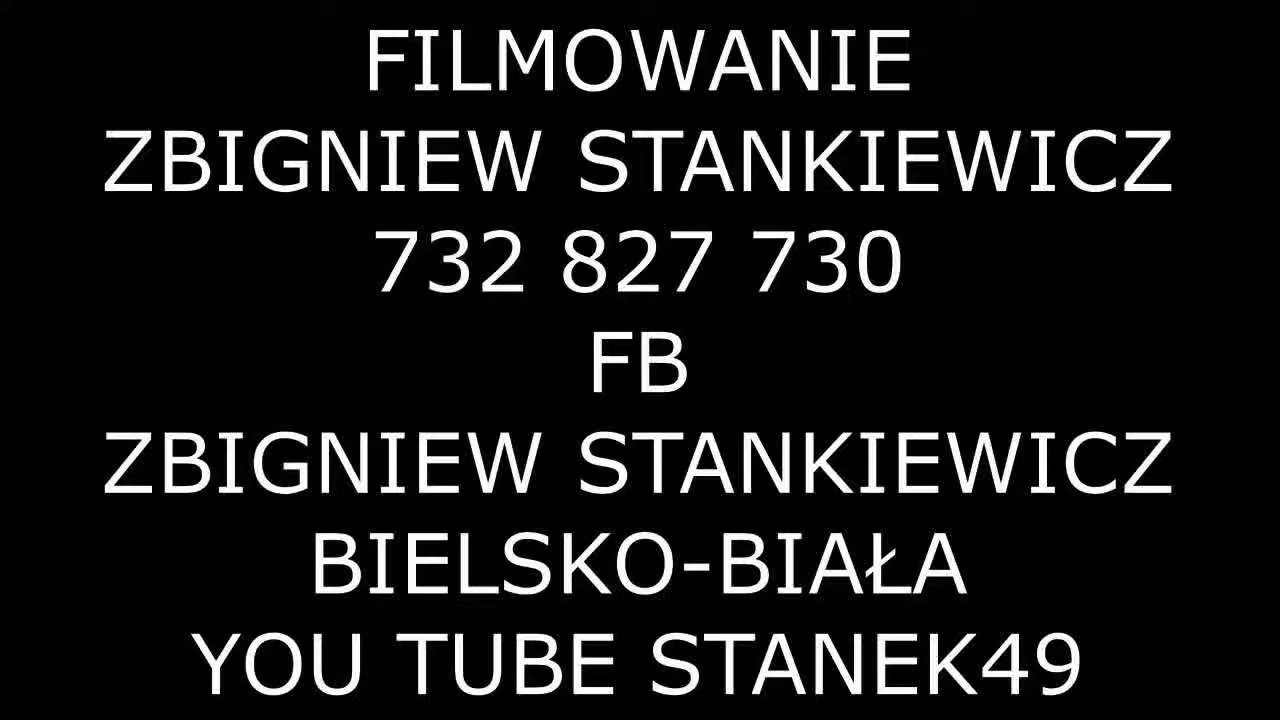 FILMOWANIE
ZBIGNIEW STANKIEWICZ
732 827 730
FB
ZBIGNIEW STANKIEWICZ
BIELSKO-BIAŁA
YOU TUBE STANEK49